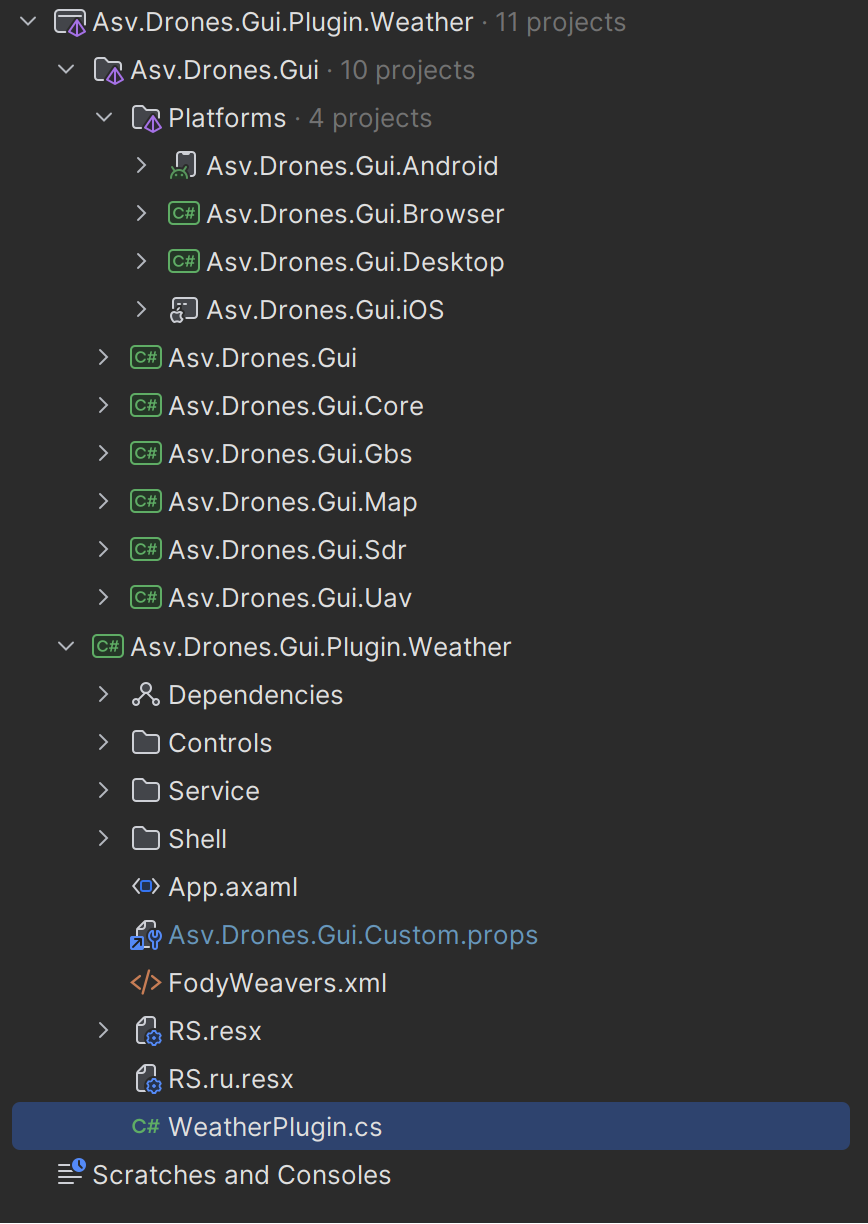 Asv.Drones.Gui.Plugin.Weather · 11 projects
Asv.Drones.Gui · 10 projects
Platforms · 4 projects
Asv.Drones.Gui.Android
C# Asv.Drones.Gui.Browser
C# Asv.Drones.Gui.Desktop
Asv.Drones.Gui.iOS
C# Asv.Drones.Gui
C# Asv.Drones.Gui.Core
C# Asv.Drones.Gui.Gbs
C# Asv.Drones.Gui.Map
C# Asv.Drones.Gui.Sdr
C# Asv.Drones.Gui.Uav
C# Asv.Drones.Gui.Plugin.Weather
Dependencies
Controls
Service
Shell
App.axaml
Asv.Drones.Gui.Custom.props
FodyWeavers.xml
RS.resx
RS.ru.resx
C# WeatherPlugin.cs
Scratches and Consoles